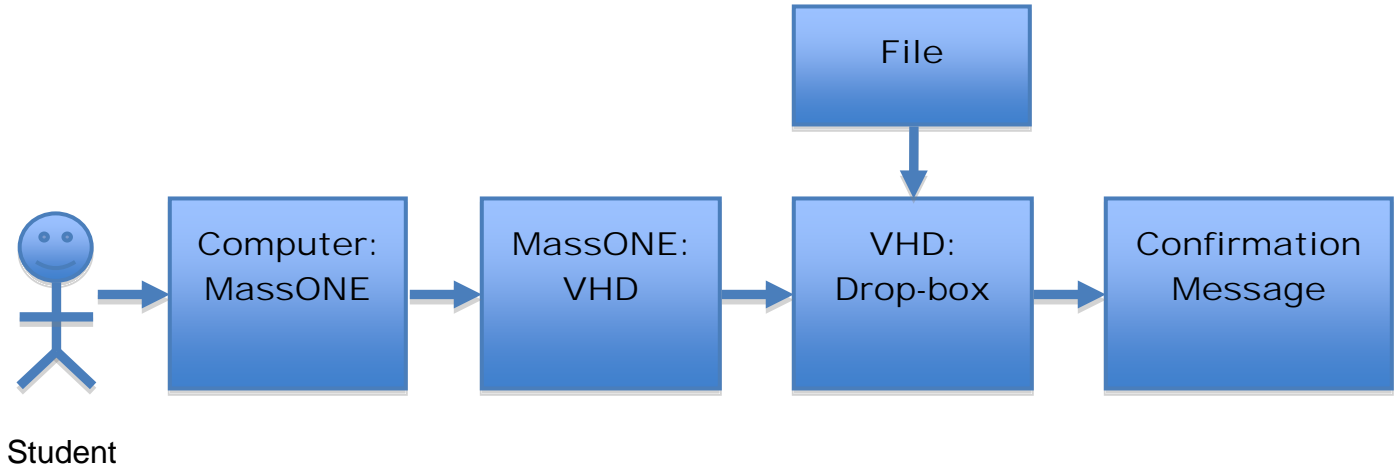 File
Computer:
MassONE
MassONE:
VHD
VHD:
Drop-box
Confirmation
Message
Student